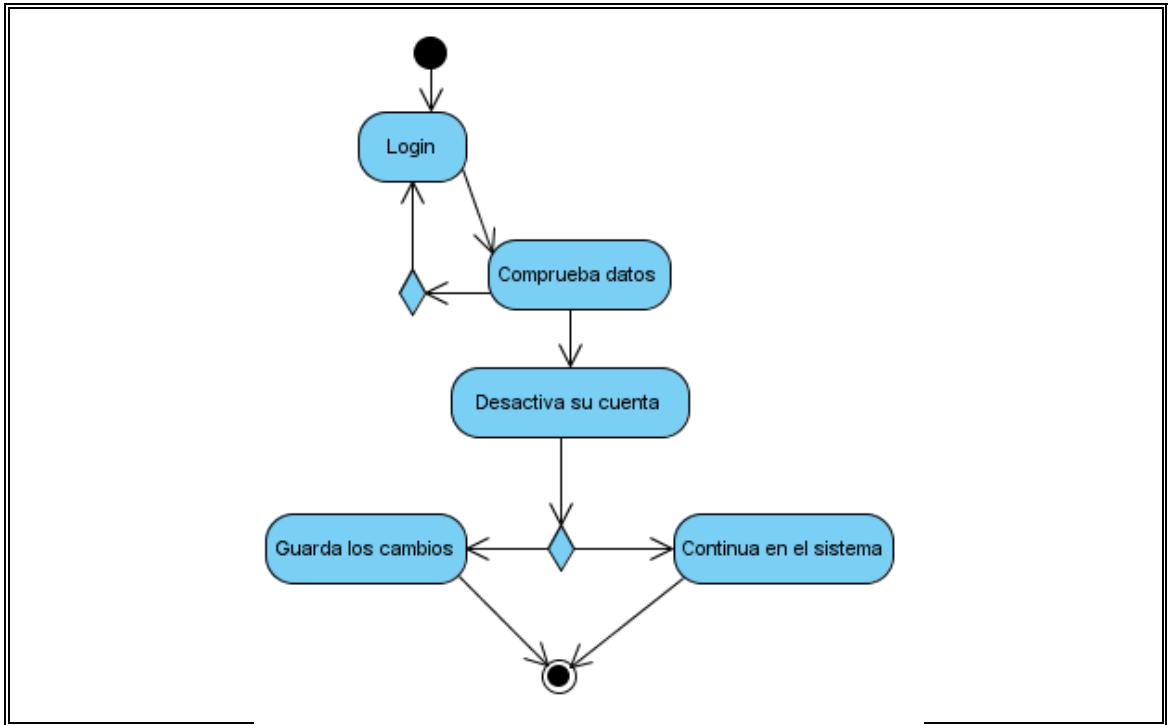 Login
Comprueba datos
Desactiva su cuenta
Guarda los cambios
Continua en el sistema